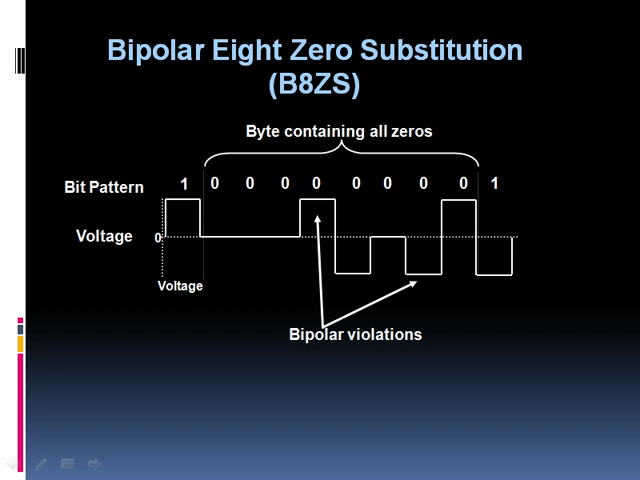 Bipolar Eight Zero Substitution
(B8ZS)
Byte containing all zeros
Bit Pattern 1 0 0 0 0 0 0 0 0 1
Voltage 0
Voltage
Bipolar violations